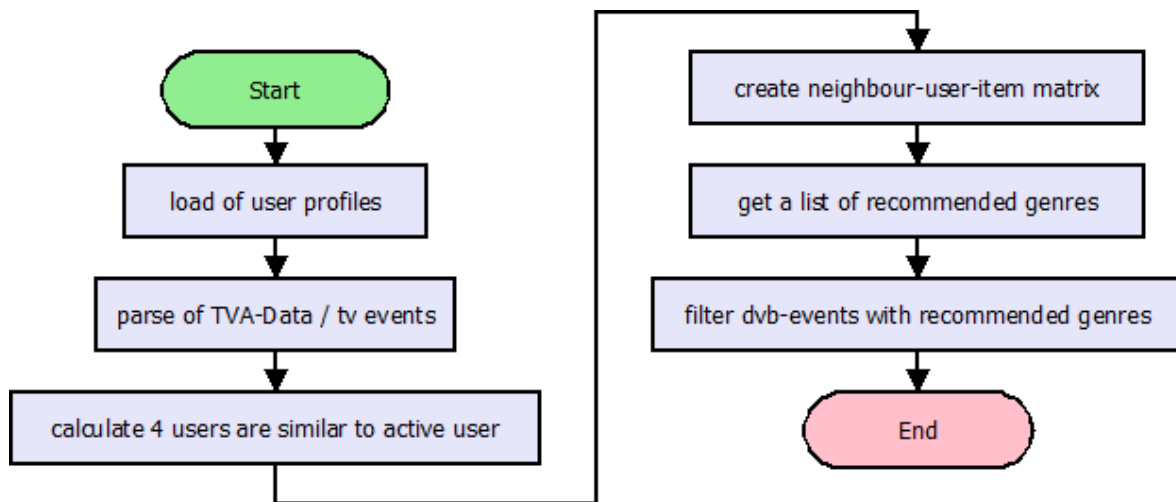 Start
load of user profiles
parse of TVA-Data / tv events
calculate 4 users are similar to active user
create neighbour-user-item matrix
get a list of recommended genres
filter dvb-events with recommended genres
End